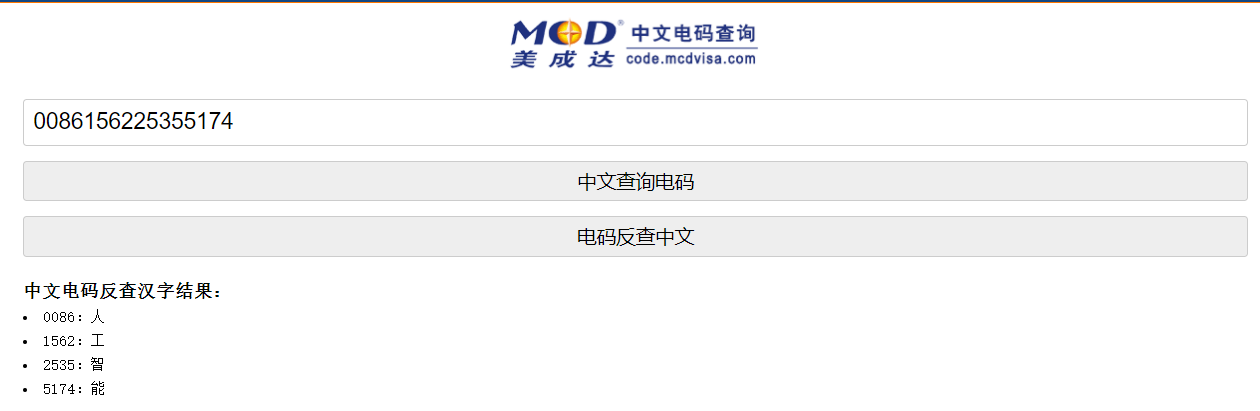 MCD® 中文电码查询
美成达 code.mcdvisa.com
0086156225355174
中文查询电码
电码反查中文
中文电码反查汉字结果：
• 0086：人
• 1562：工
• 2535：智
• 5174：能